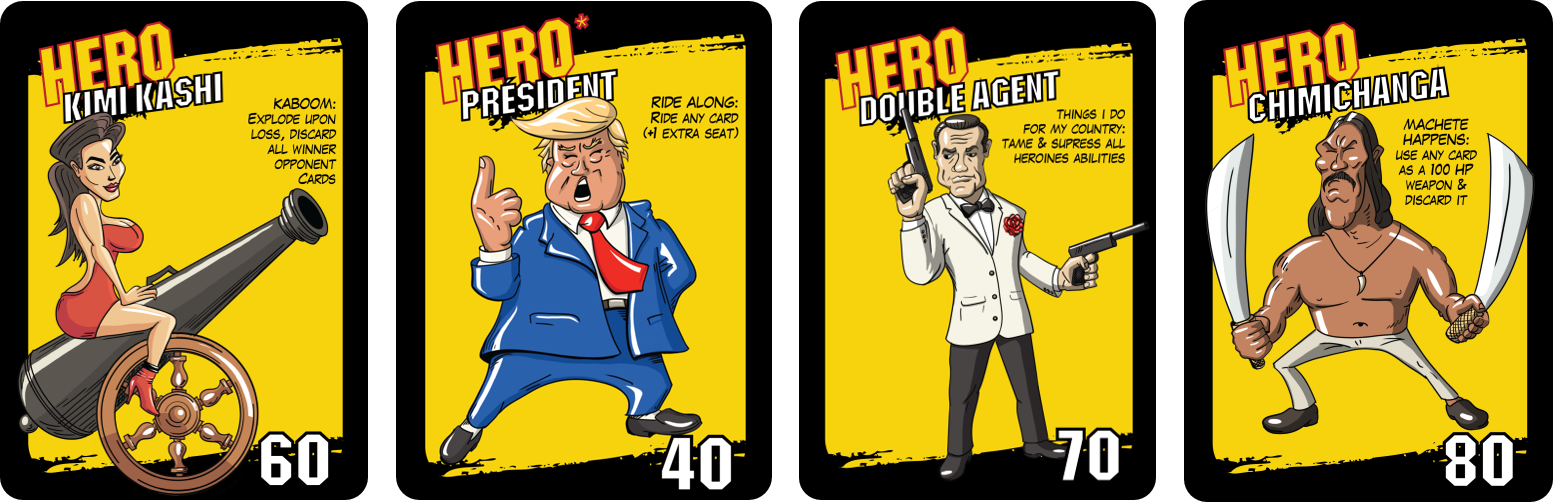 HERO
KIMI KASHI
KABOOM:
EXPLODE UPON
LOSS, DISCARD
ALL WINNER
OPPONENT
CARDS
60
HERO*
PRÉSIDENT
RIDE ALONG:
RIDE ANY CARD
(+1 EXTRA SEAT)
40
HERO
DOUBLE AGENT
THINGS I DO
FOR MY COUNTRY:
TAME & SUPRESS ALL
HEROINES ABILITIES
70
HERO
CHIMICHANGA
MACHETE
HAPPENS:
USE ANY CARD
AS A 100 HP
WEAPON &
DISCARD IT
80